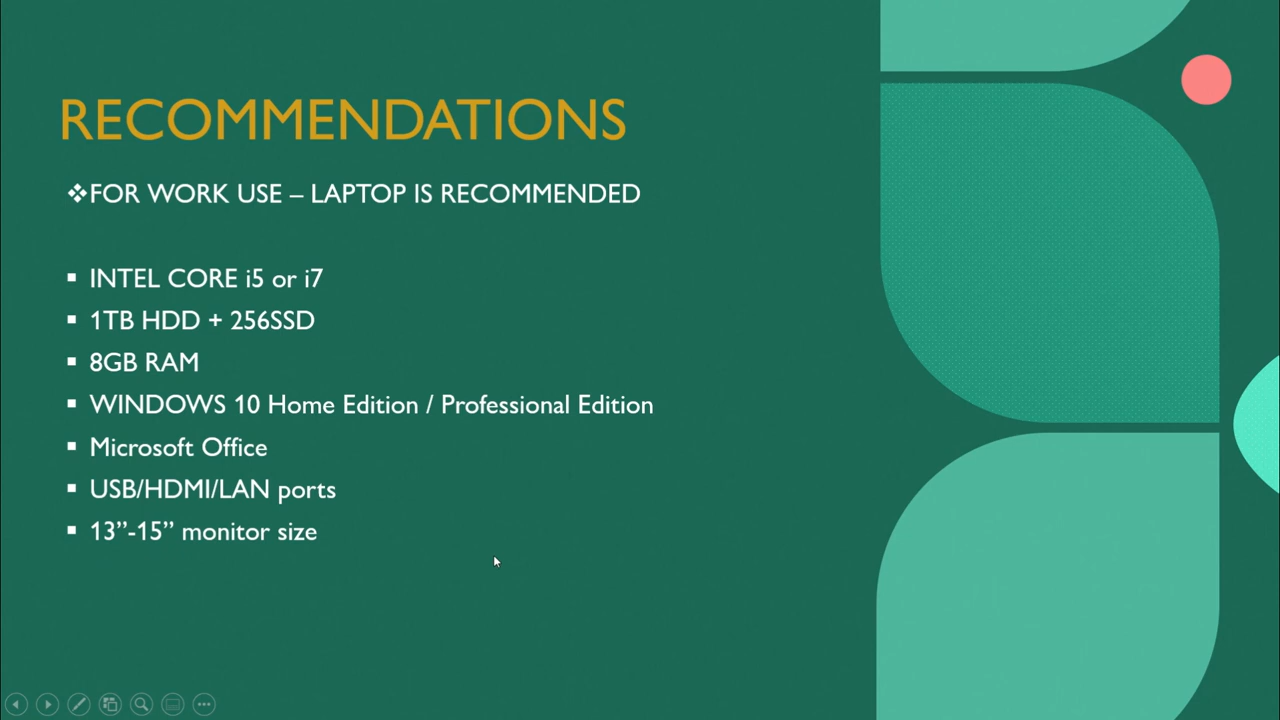 RECOMMENDATIONS
❖FOR WORK USE – LAPTOP IS RECOMMENDED
▪ INTEL CORE i5 or i7
▪ 1TB HDD + 256SSD
▪ 8GB RAM
▪ WINDOWS 10 Home Edition / Professional Edition
▪ Microsoft Office
▪ USB/HDMI/LAN ports
▪ 13”-15” monitor size